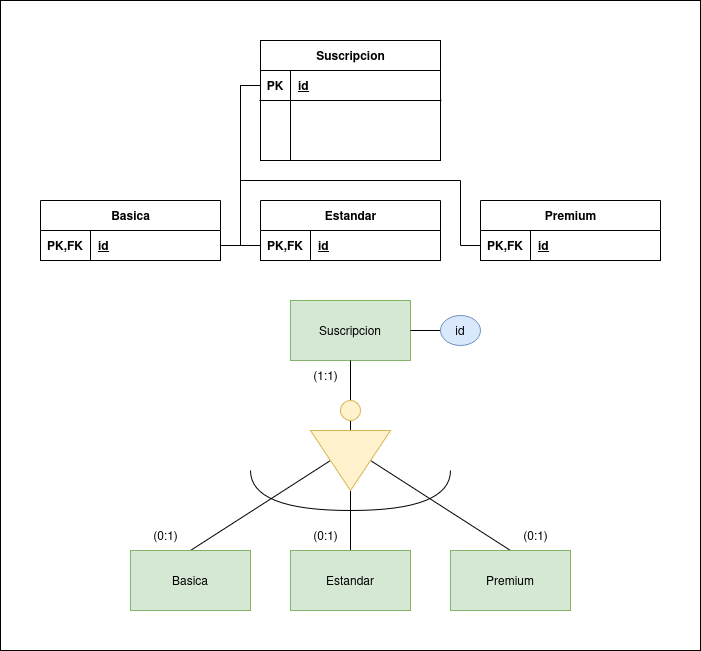 Suscripcion
PK id
Basica
PK,FK id
Estandar
PK,FK id
Premium
PK,FK id
Suscripcion
id
(1:1)
(0:1)
(0:1)
(0:1)
Basica
Estandar
Premium